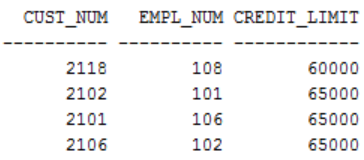 CUST_NUM EMPL_NUM CREDIT_LIMIT
---------- ---------- ------------
2118 108 60000
2102 101 65000
2101 106 65000
2106 102 65000